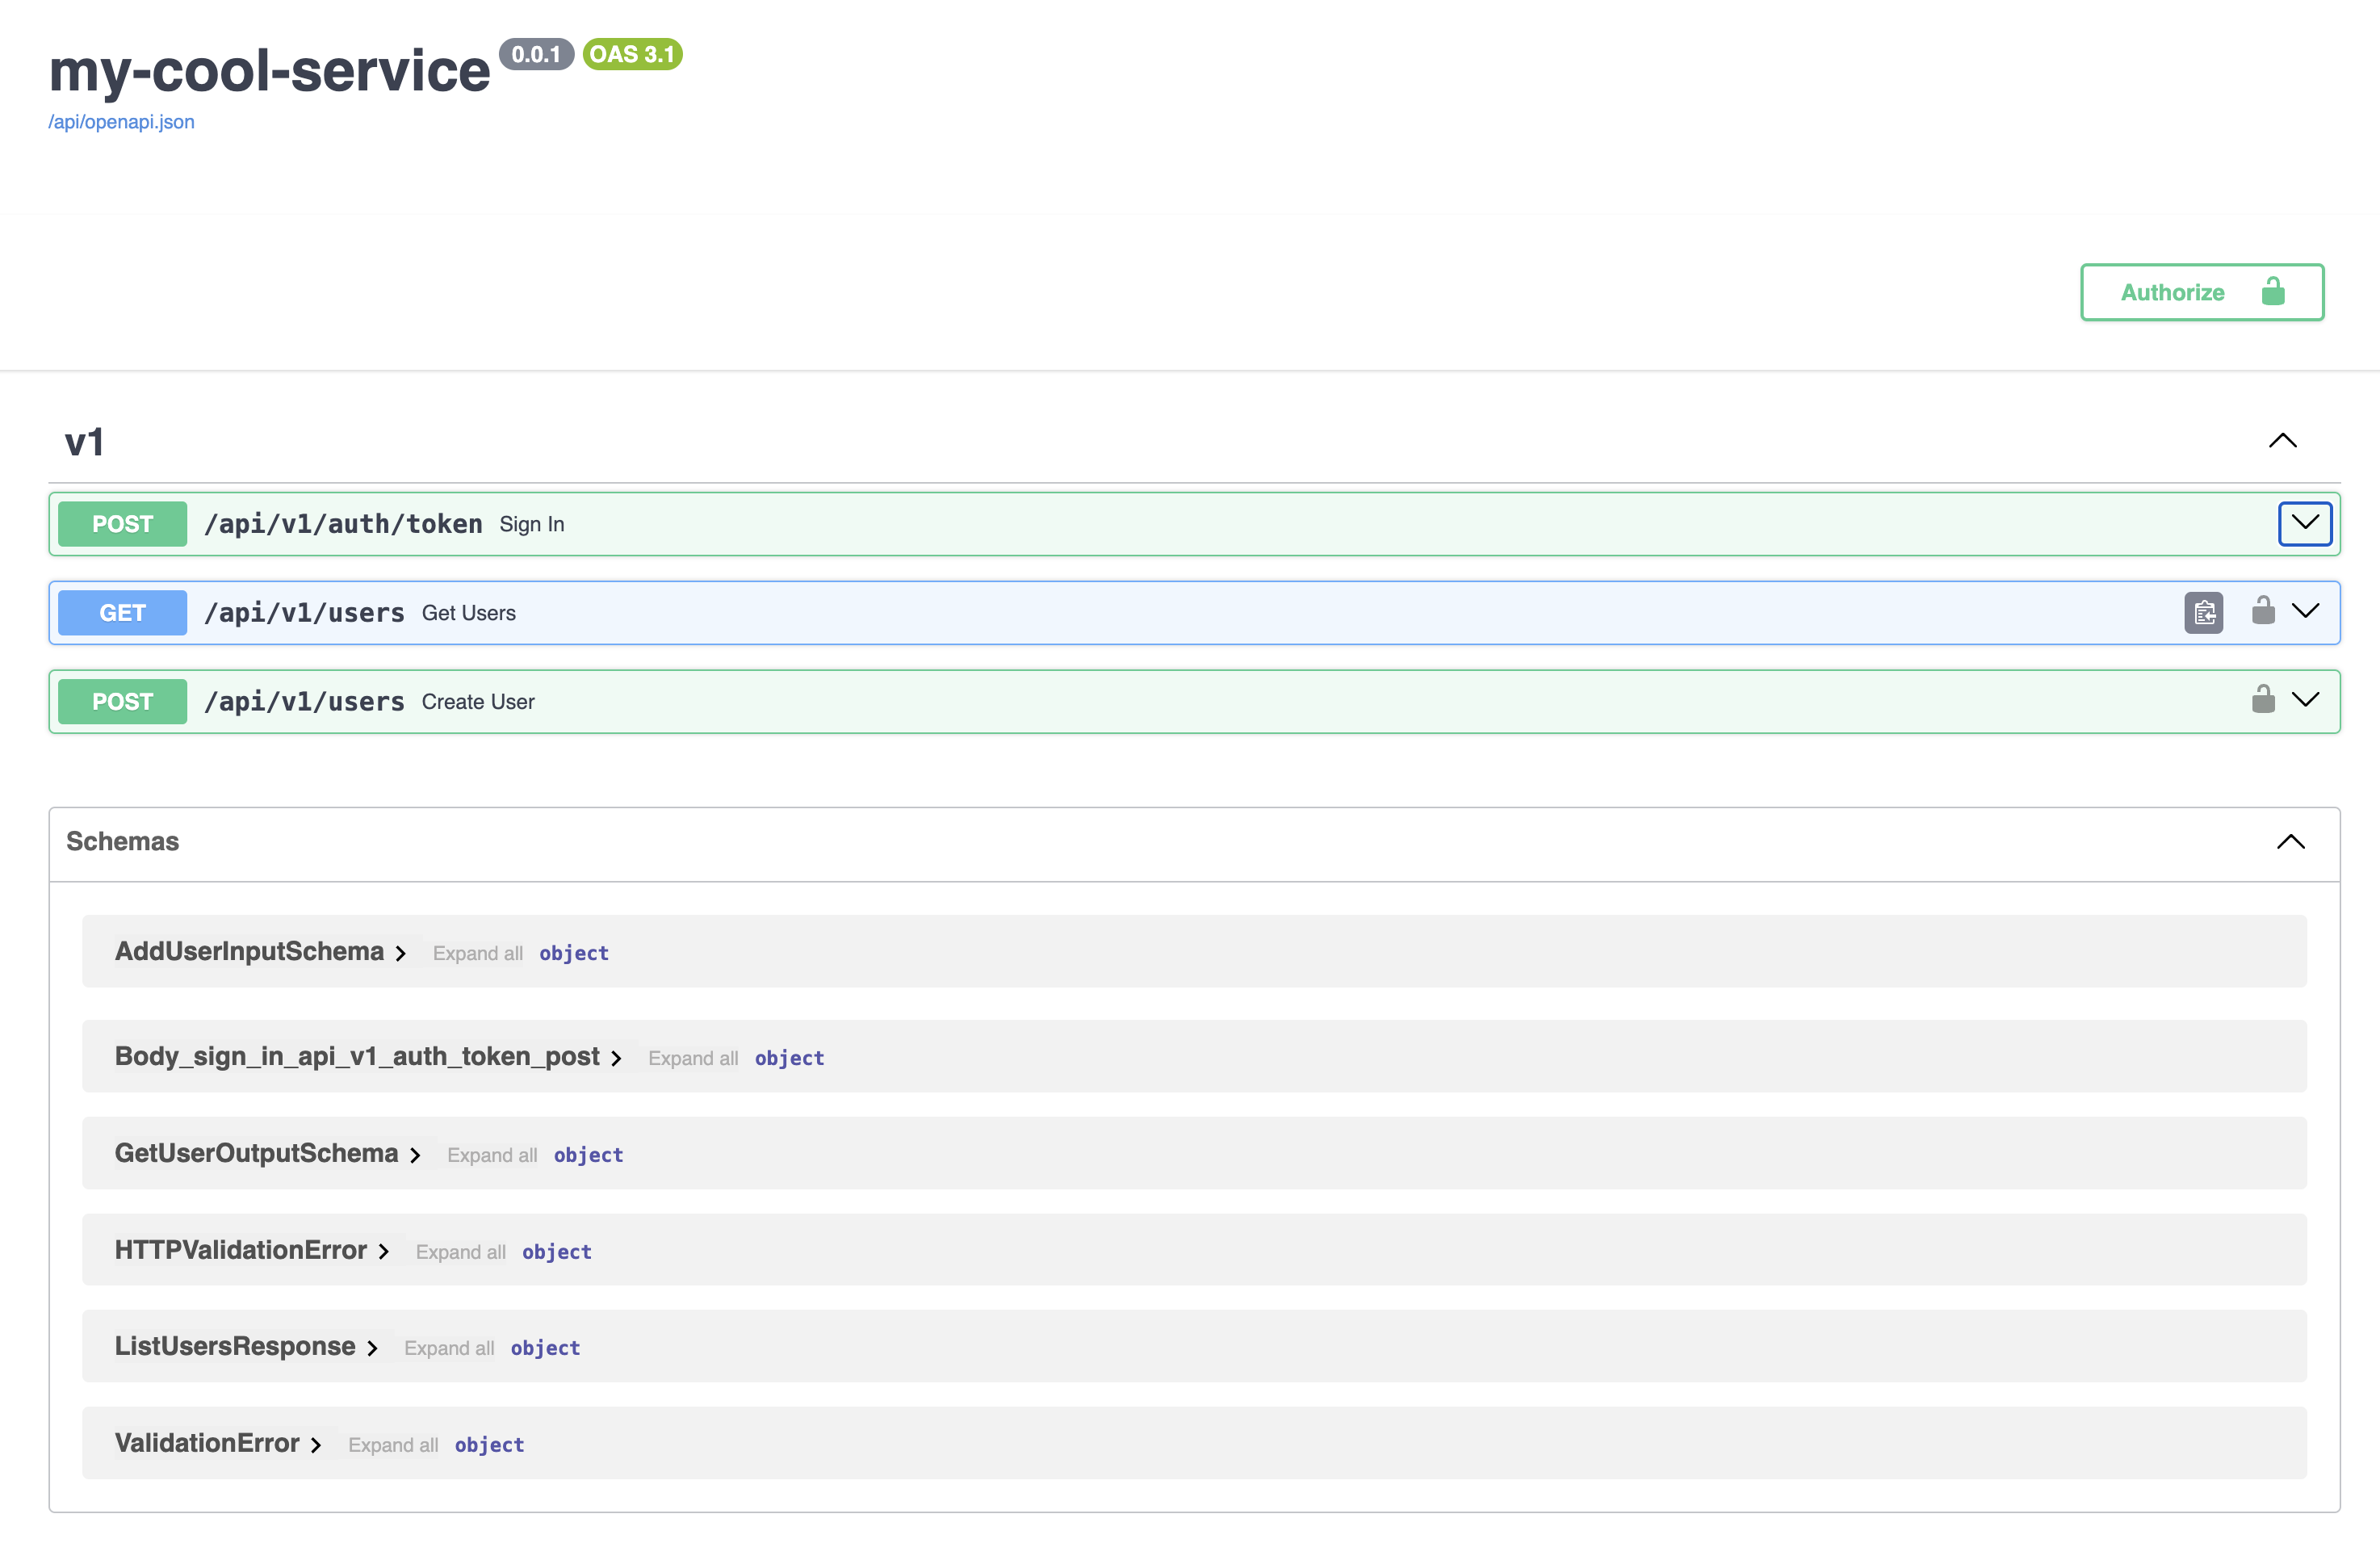 my-cool-service 0.0.1 OAS 3.1
/api/openapi.json
Authorize
v1
POST /api/v1/auth/token Sign In
GET /api/v1/users Get Users
POST /api/v1/users Create User
Schemas
AddUserInputSchema Expand all object
Body_sign_in_api_v1_auth_token_post Expand all object
GetUserOutputSchema Expand all object
HTTPValidationError Expand all object
ListUsersResponse Expand all object
ValidationError Expand all object